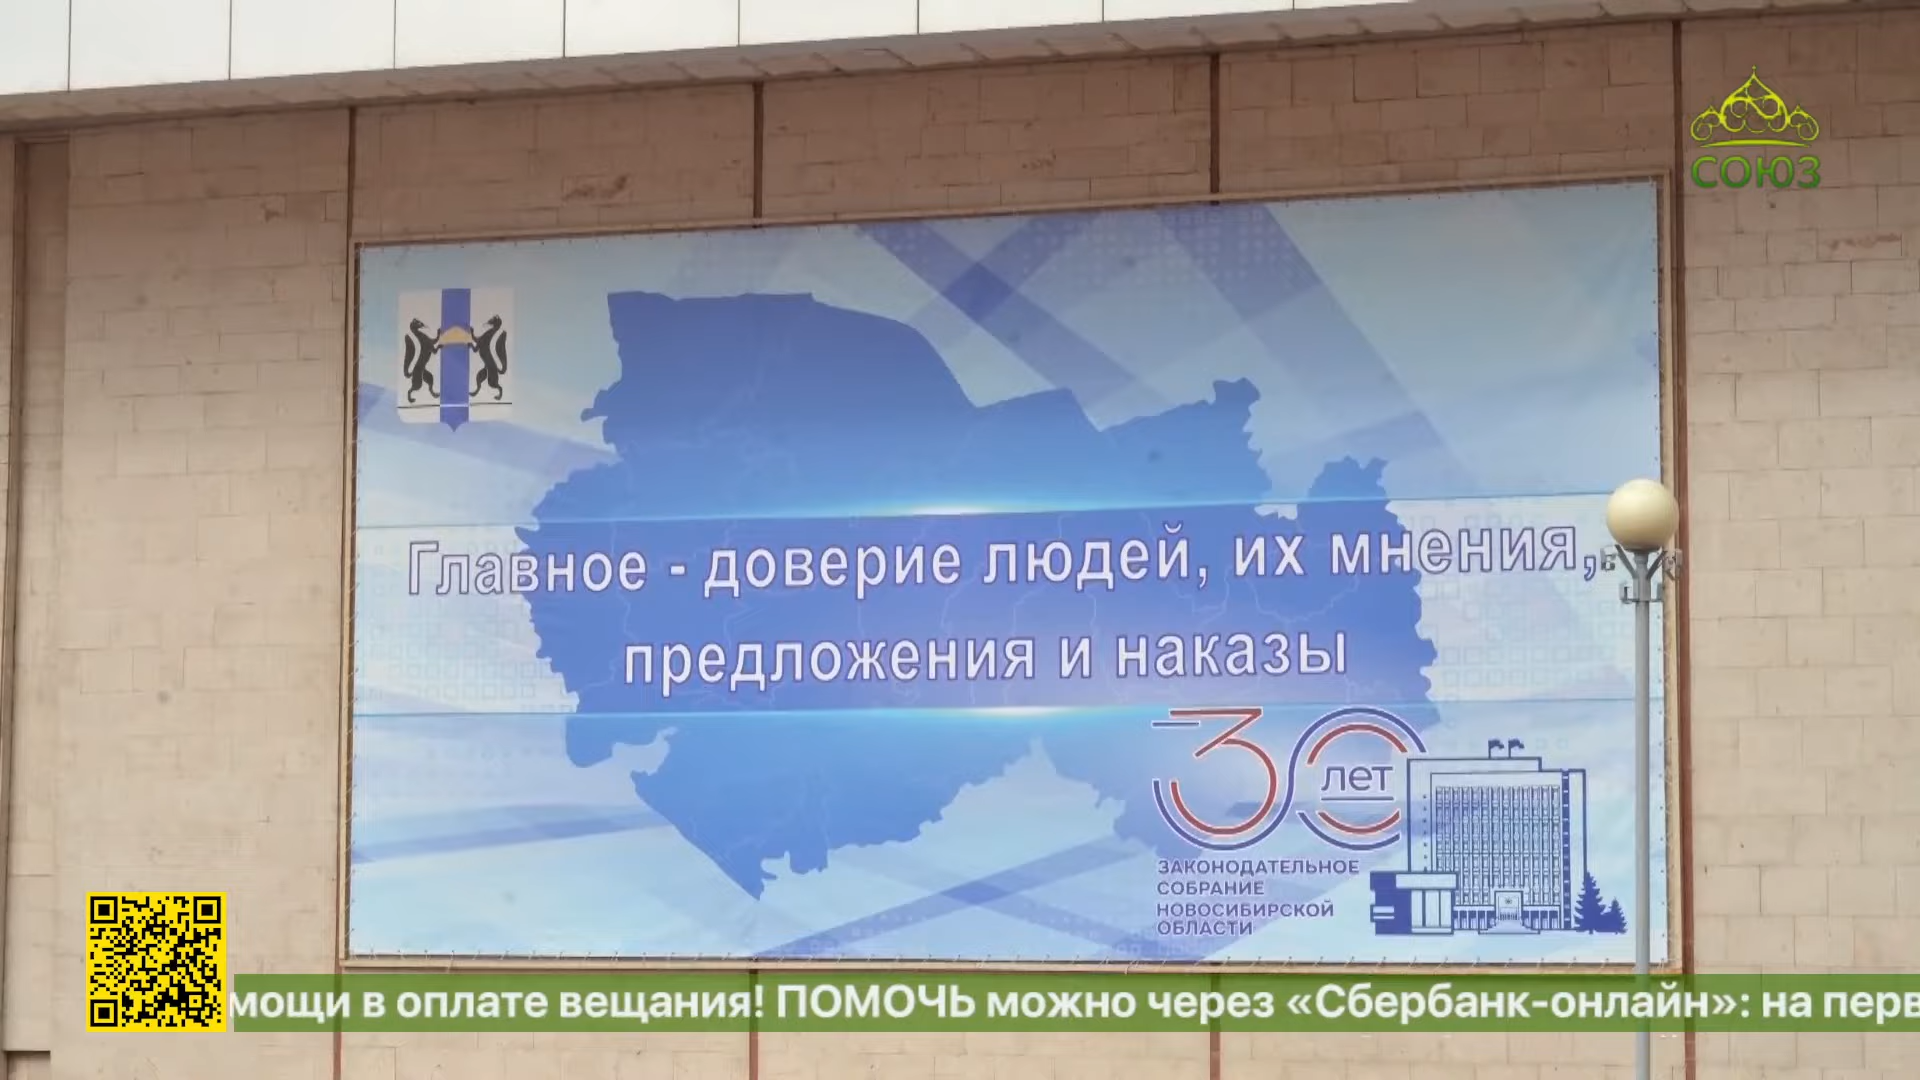 СОЮЗ
Главное - доверие людей, их мнения,
предложения и наказы
30 лет
ЗАКОНОДАТЕЛЬНОЕ
СОБРАНИЕ
НОВОСИБИРСКОЙ
ОБЛАСТИ
мощи в оплате вещания! ПОМОЧЬ можно через «Сбербанк-онлайн»: на перв